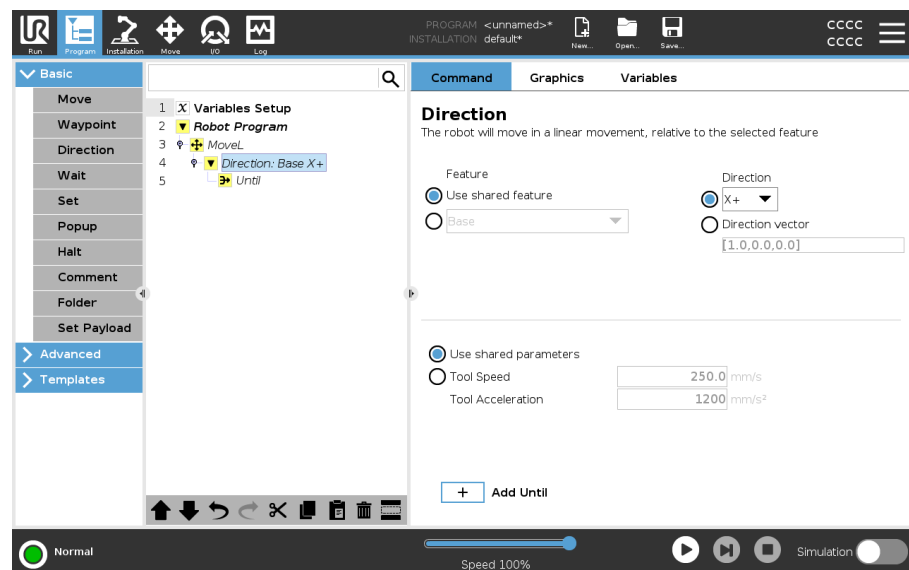 PROGRAM <unnamed>*
INSTALLATION default*
UR
Run
Program
Installation
Move
I/O
Log
New...
Open...
Save...
CCCC
CCCC
Basic
Move
Waypoint
Direction
Wait
Set
Popup
Halt
Comment
Folder
Set Payload
Advanced
Templates
1 X Variables Setup
2 Robot Program
3 MoveL
4 Direction: Base X+
5 Until
Command Graphics Variables
Direction
The robot will move in a linear movement, relative to the selected feature
Feature
Use shared feature
Base
Direction
X+
Direction vector
[1.0,0.0,0.0]
Use shared parameters
Tool Speed 250.0 mm/s
Tool Acceleration 1200 mm/s²
+ Add Until
Normal
Speed 100%
Simulation